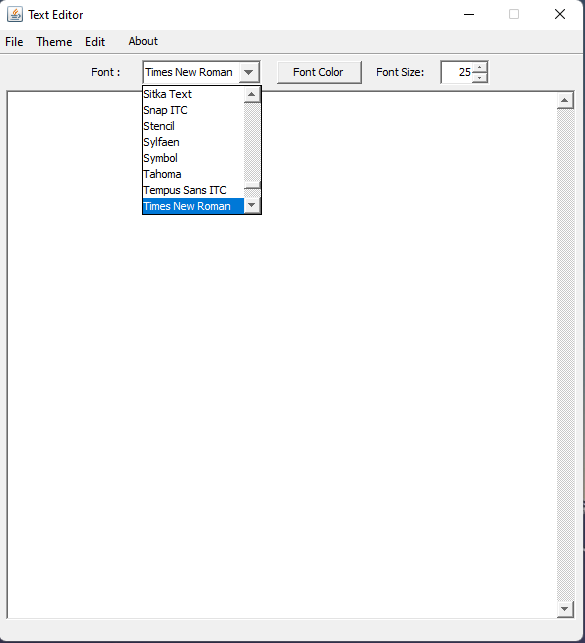 Text Editor
File Theme Edit About
Font : Times New Roman Font Color Font Size: 25
Sitka Text
Snap ITC
Stencil
Sylfaen
Symbol
Tahoma
Tempus Sans ITC
Times New Roman